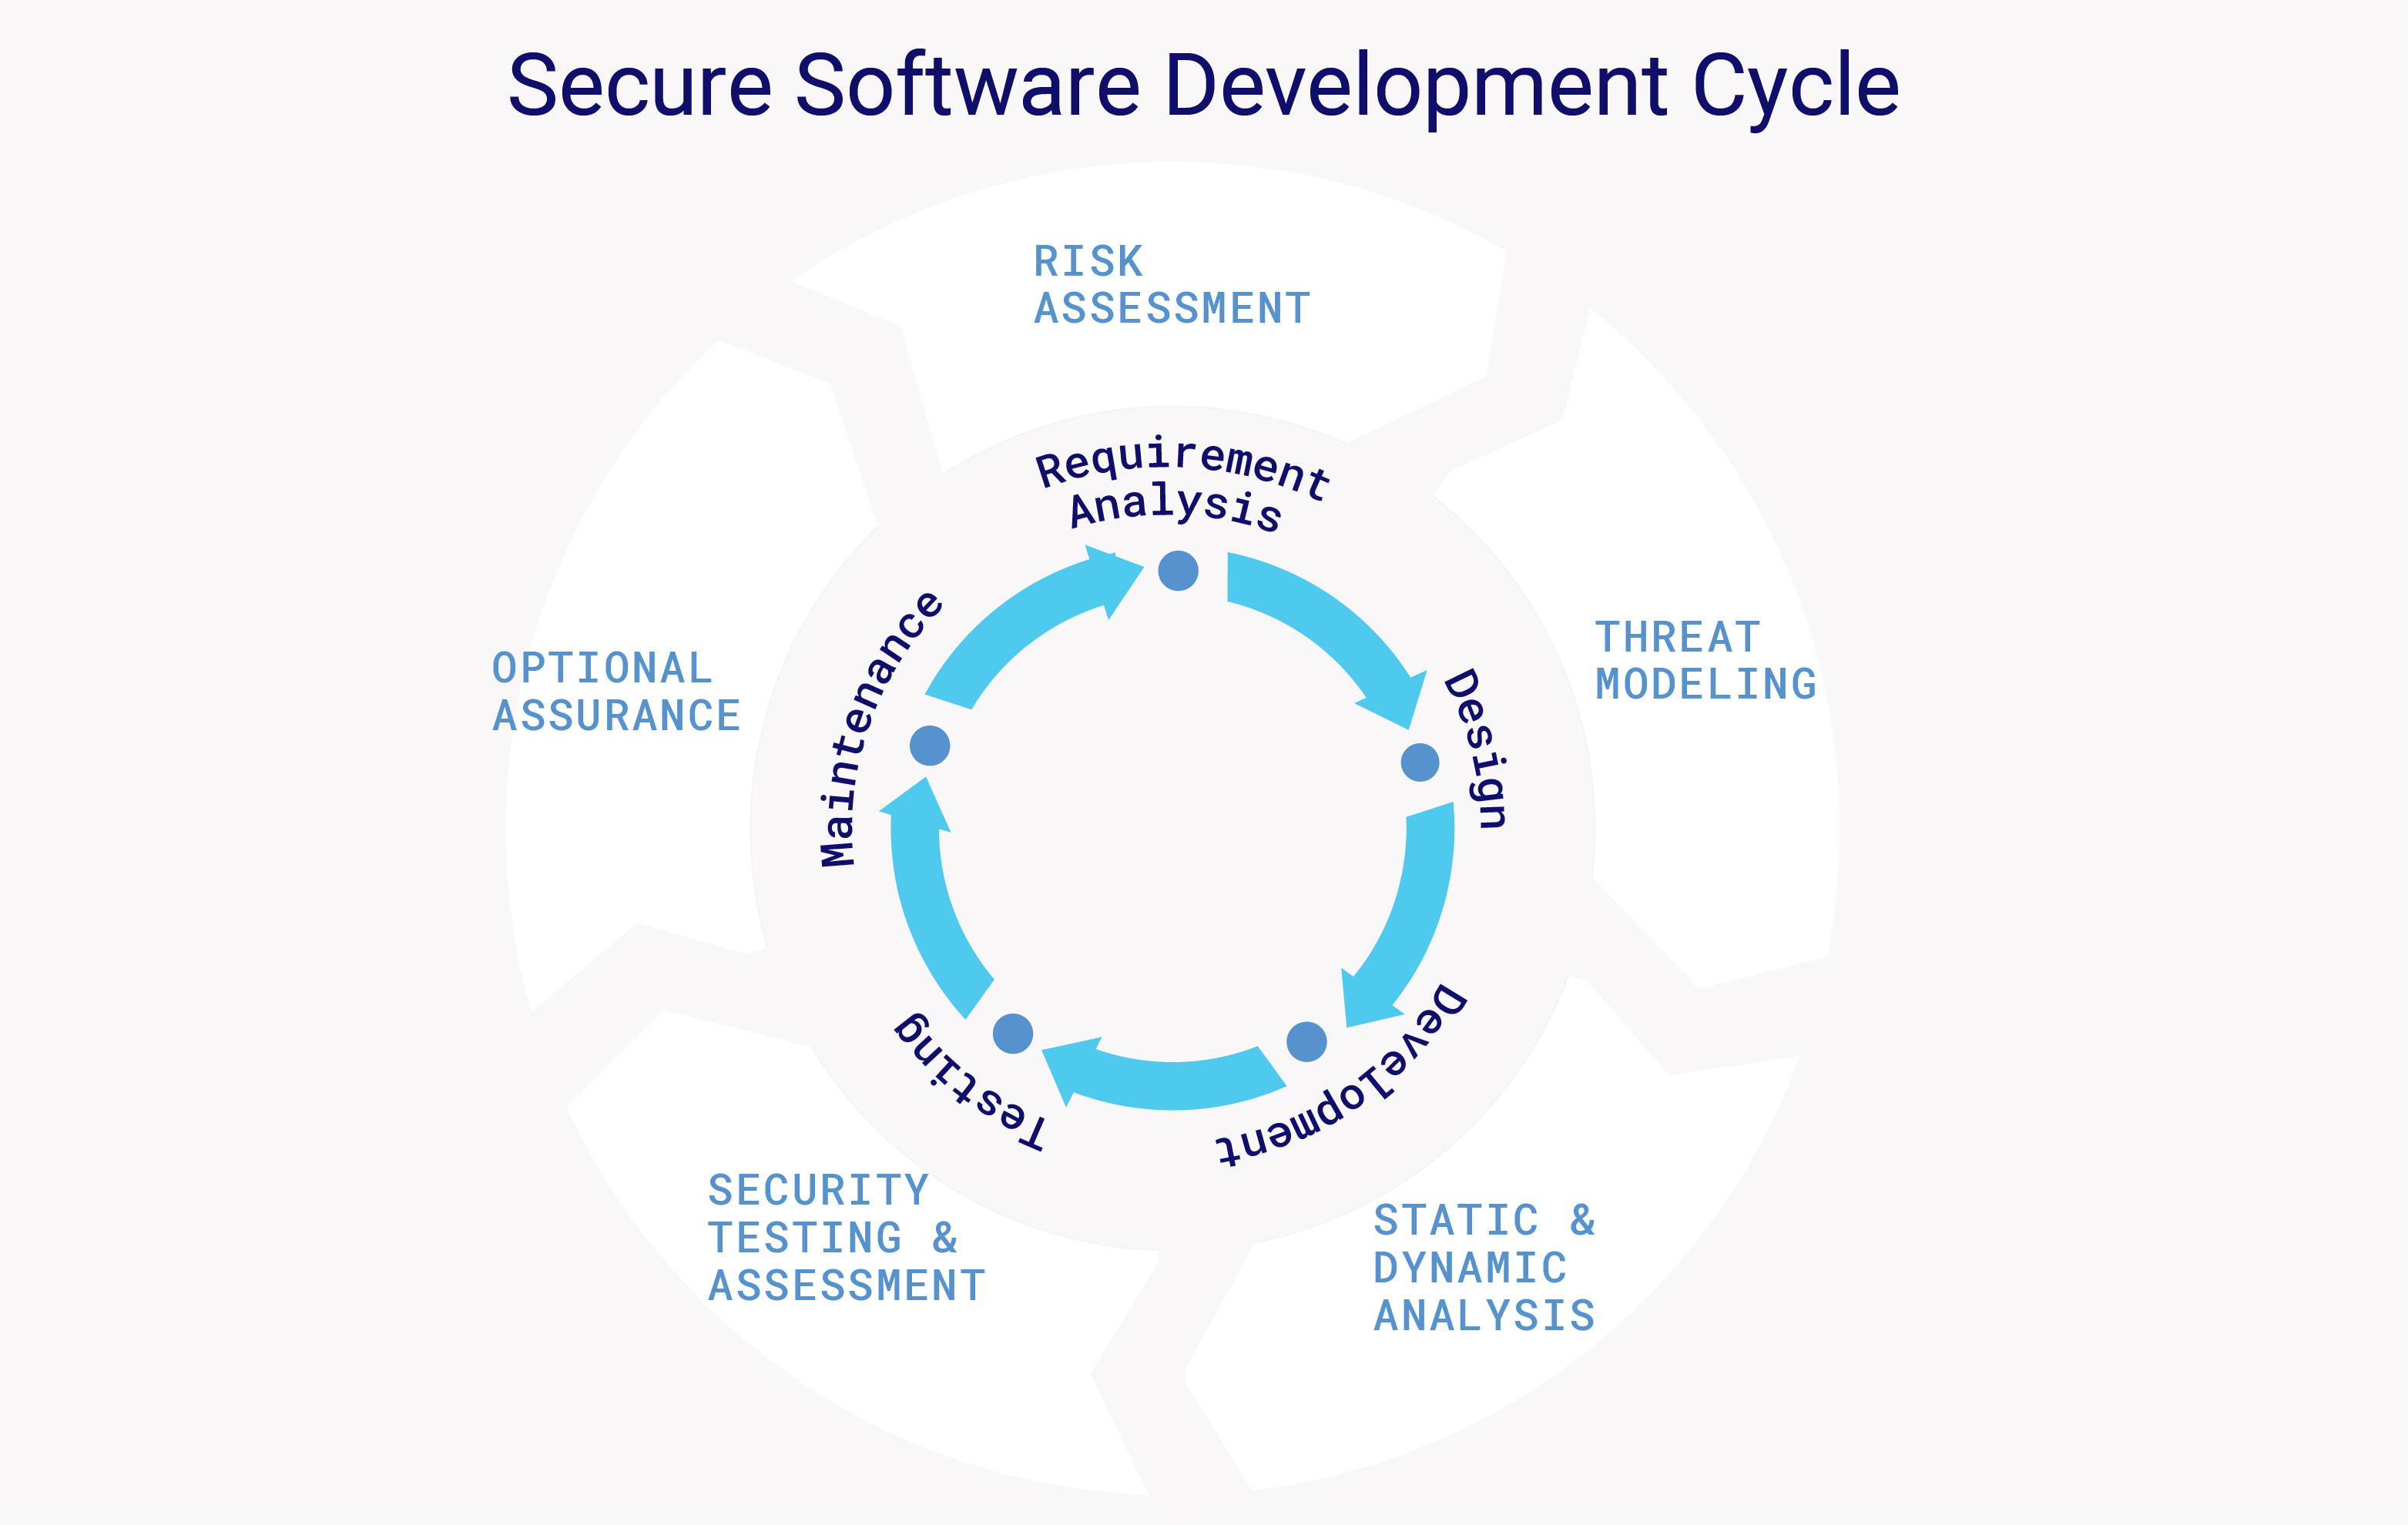 Secure Software Development Cycle
RISK
ASSESSMENT
Requirement
Analysis
THREAT
MODELING
Design
STATIC &
DYNAMIC
ANALYSIS
Development
SECURITY
TESTING &
ASSESSMENT
Testing
OPTIONAL
ASSURANCE
Maintenance